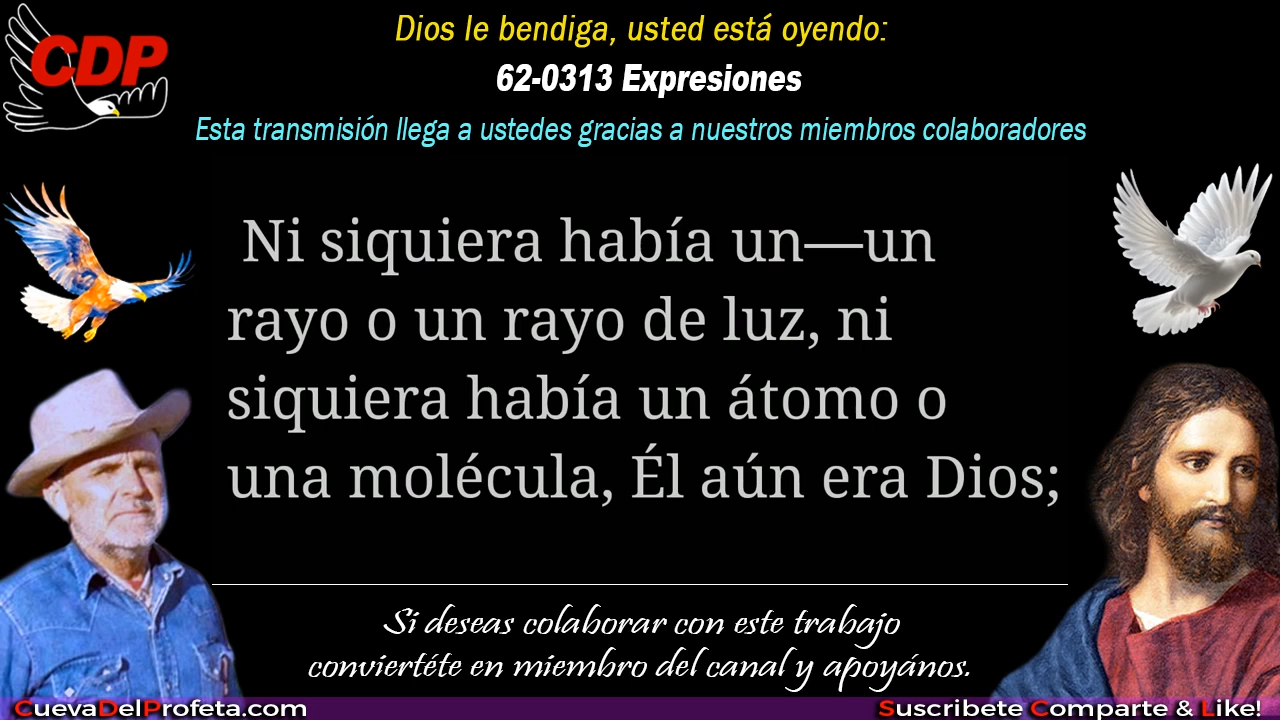 CDP
Dios le bendiga, usted está oyendo:
62-0313 Expresiones
Esta transmisión llega a ustedes gracias a nuestros miembros colaboradores
Ni siquiera había un—un
rayo o un rayo de luz, ni
siquiera había un átomo o
una molécula, Él aún era Dios;
Si deseas colaborar con este trabajo
conviertéte en miembro del canal y apoyános.
CuevaDelProfeta.com
Suscribete Comparte & Like!